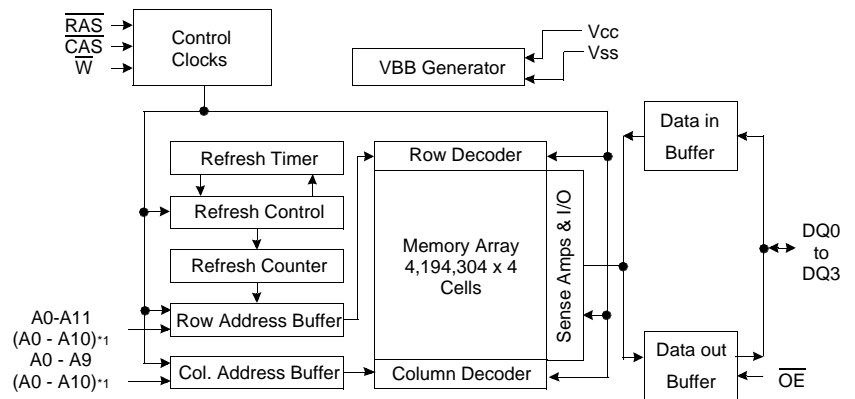 RAS
CAS
W
Control
Clocks
VBB Generator
Vcc
Vss
Data in
Buffer
Refresh Timer
Row Decoder
Refresh Control
Refresh Counter
Memory Array
4,194,304 x 4
Cells
Sense Amps & I/O
DQ0
to
DQ3
A0-A11
(A0 - A10)*1
A0 - A9
(A0 - A10)*1
Row Address Buffer
Col. Address Buffer
Column Decoder
Data out
Buffer
OE